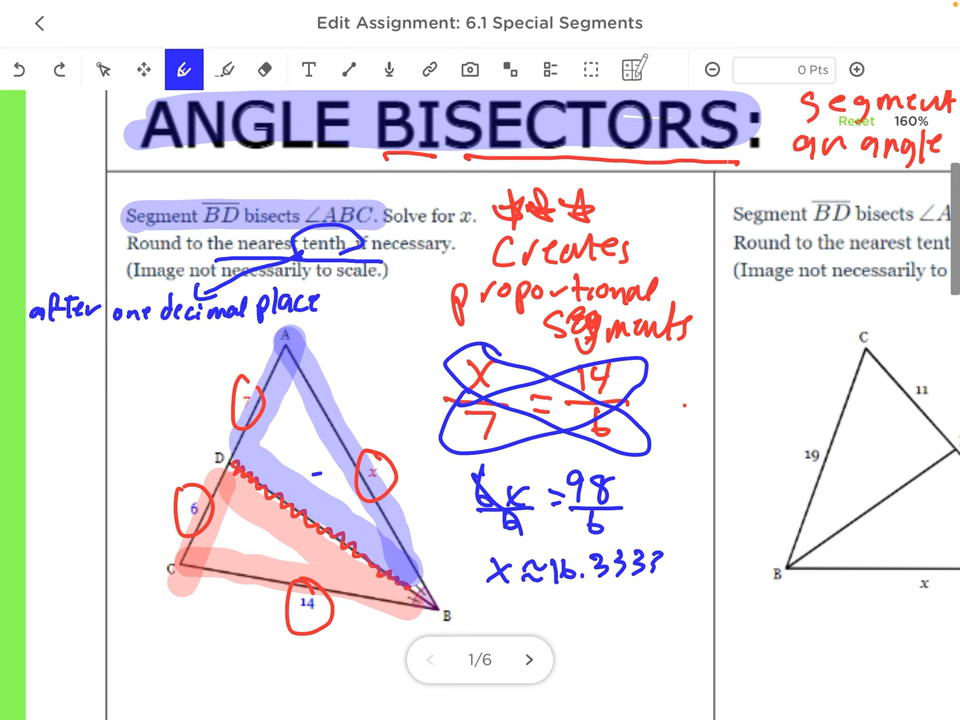 Edit Assignment: 6.1 Special Segments
T
0 Pts
Reset
160%
ANGLE BISECTORS:
segment
an angle
Segment BD bisects ∠ABC. Solve for x.
Round to the nearest tenth, if necessary.
(Image not necessarily to scale.)
after one decimal place
Creates
proportional
segments
x/7 = 14/6
6x/6 = 98/6
x ≈ 16.3333
A
7
D
x
6
C
14
B
Segment BD bisects ∠A
Round to the nearest tent
(Image not necessarily to
C
11
19
B
x
1/6